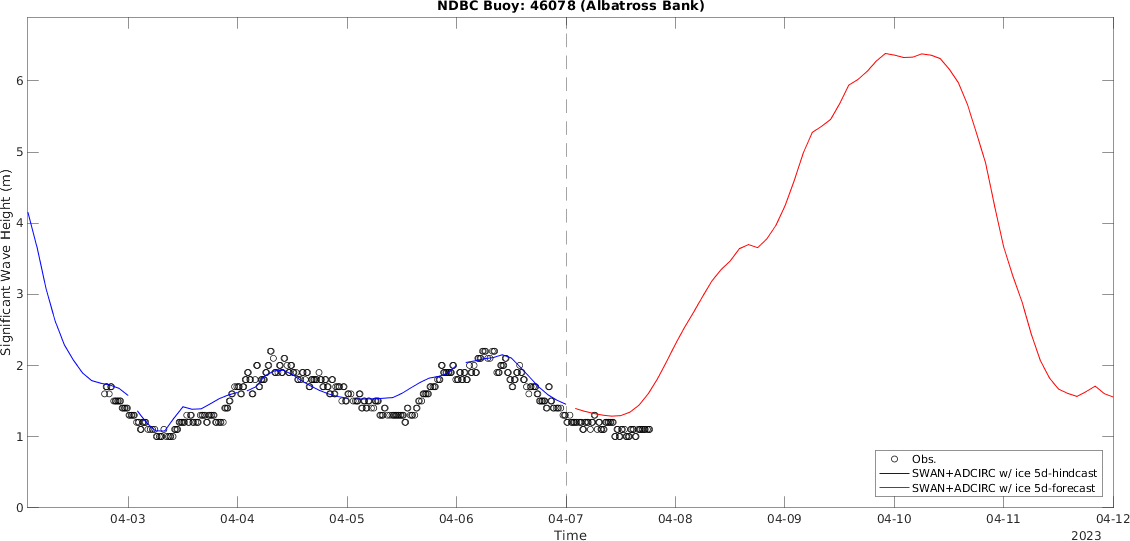 NDBC Buoy: 46078 (Albatross Bank)
Significant Wave Height (m)
6
5
4
3
2
1
0
Obs.
SWAN+ADCIRC w/ ice 5d-hindcast
SWAN+ADCIRC w/ ice 5d-forecast
04-03 04-04 04-05 04-06 04-07 04-08 04-09 04-10 04-11 04-12
Time
2023